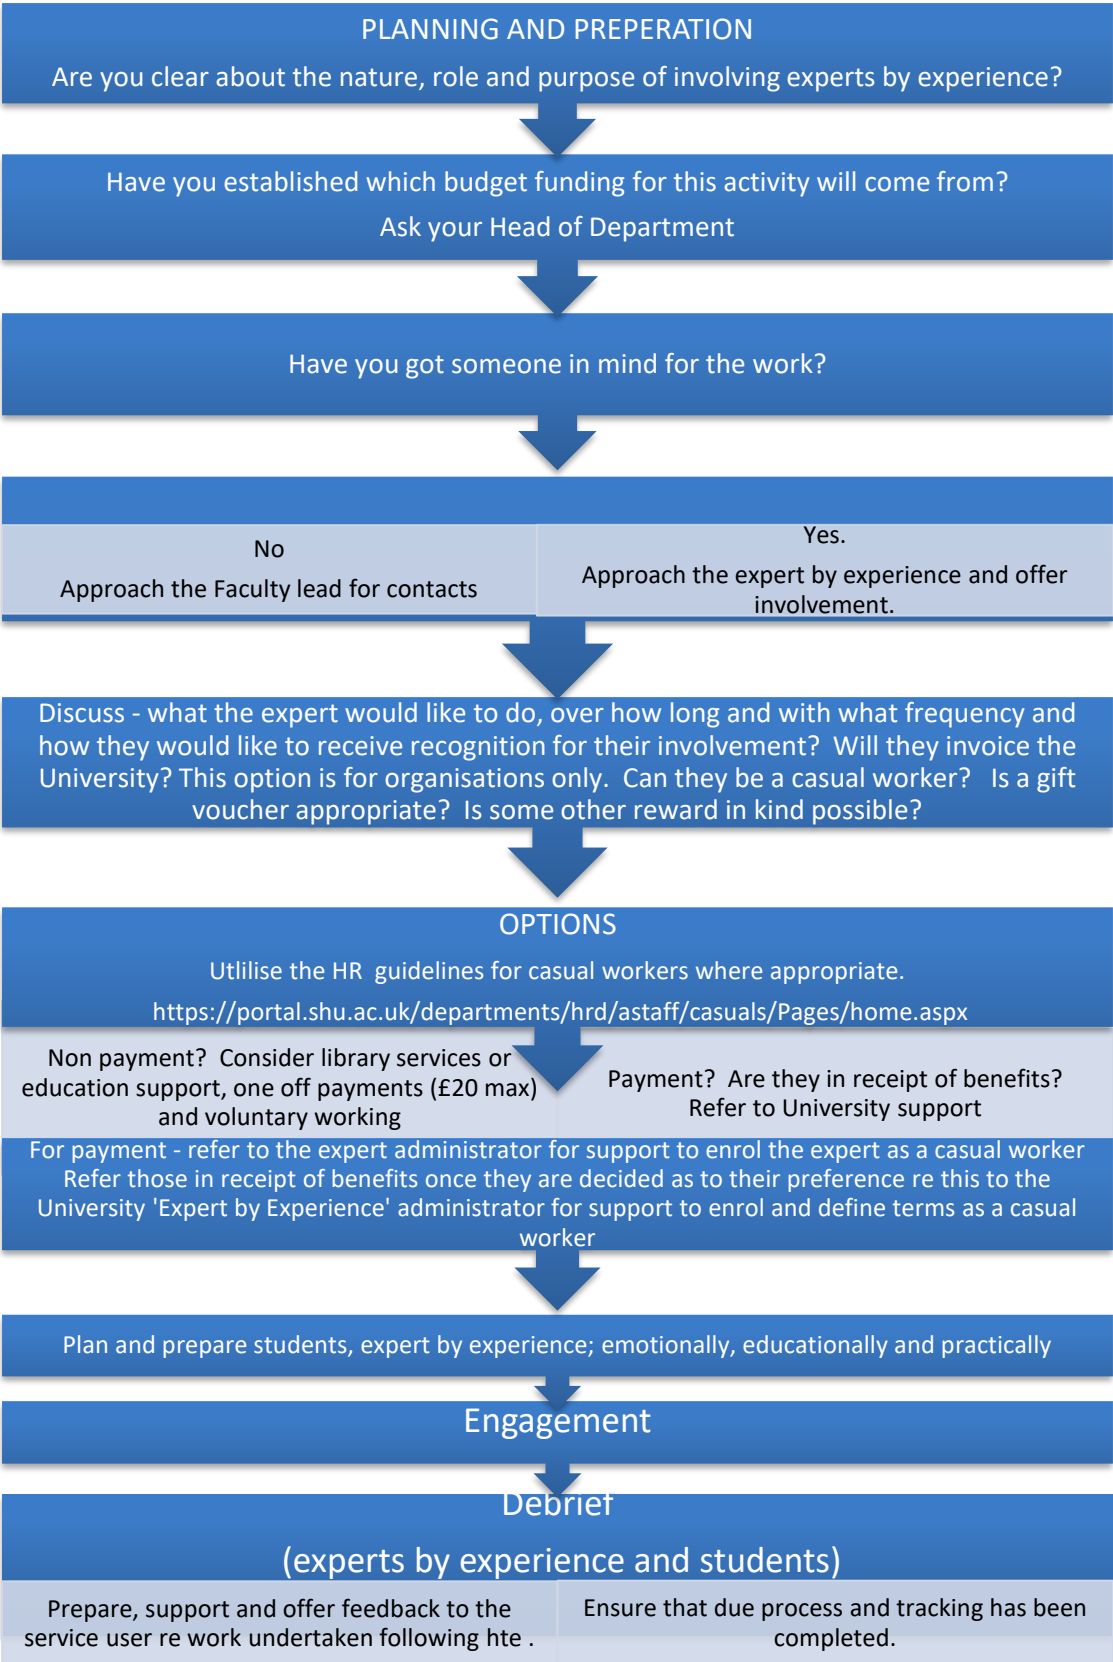 PLANNING AND PREPERATION
Are you clear about the nature, role and purpose of involving experts by experience?
Have you established which budget funding for this activity will come from?
Ask your Head of Department
Have you got someone in mind for the work?
No
Approach the Faculty lead for contacts
Yes.
Approach the expert by experience and offer
involvement.
Discuss - what the expert would like to do, over how long and with what frequency and
how they would like to receive recognition for their involvement?  Will they invoice the
University? This option is for organisations only.  Can they be a casual worker?   Is a gift
voucher appropriate?  Is some other reward in kind possible?
OPTIONS
Utlilise the HR  guidelines for casual workers where appropriate.
https://portal.shu.ac.uk/departments/hrd/astaff/casuals/Pages/home.aspx
Non payment?  Consider library services or
education support, one off payments (£20 max)
and voluntary working
Payment?  Are they in receipt of benefits?
Refer to University support
For payment - refer to the expert administrator for support to enrol the expert as a casual worker
Refer those in receipt of benefits once they are decided as to their preference re this to the
University 'Expert by Experience' administrator for support to enrol and define terms as a casual
worker
Plan and prepare students, expert by experience; emotionally, educationally and practically
Engagement
Debrief
(experts by experience and students)
Prepare, support and offer feedback to the
service user re work undertaken following hte .
Ensure that due process and tracking has been
completed.